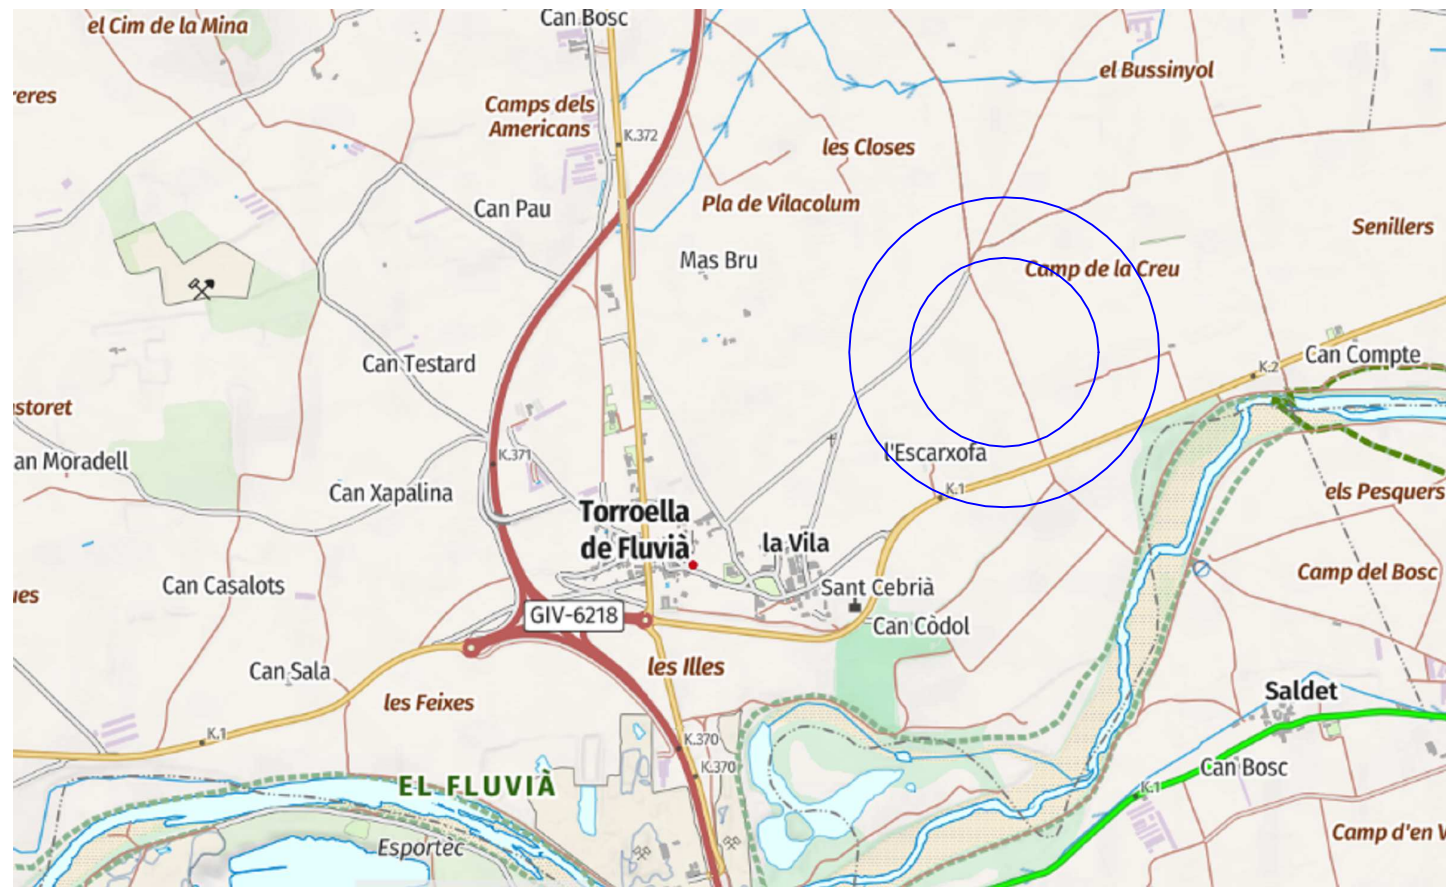 Can Bosc
el Cim de la Mina
el Bussinyol
reres
Camps dels
Americans
K.372
les Closes
Can Pau
Pla de Vilacolum
Senillers
Mas Bru
Camp de la Creu
Can Testard
Can Compte
K.2
storet
l'Escarxofa
an Moradell
K.371
Can Xapalina
K.1
els Pesquers
Torroella
de Fluvià
la Vila
Can Casalots
Sant Cebrià
Camp del Bosc
ues
GIV-6218
Can Còdol
Can Sala
les Illes
les Feixes
Saldet
K.1
K.370
K.370
Can Bosc
EL FLUVIÀ
K.1
Camp d'en V
Esportec